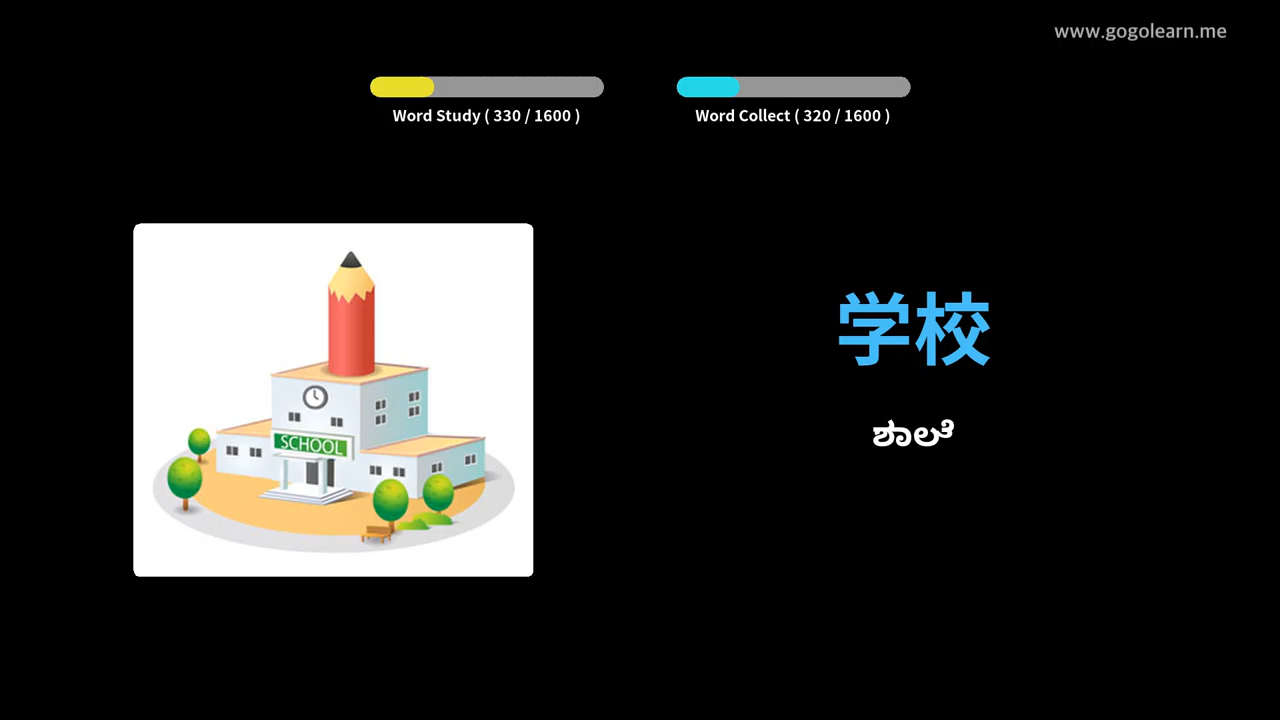 www.gogolearn.me
Word Study ( 330 / 1600 )
Word Collect ( 320 / 1600 )
SCHOOL
学校
ಶಾಲೆ